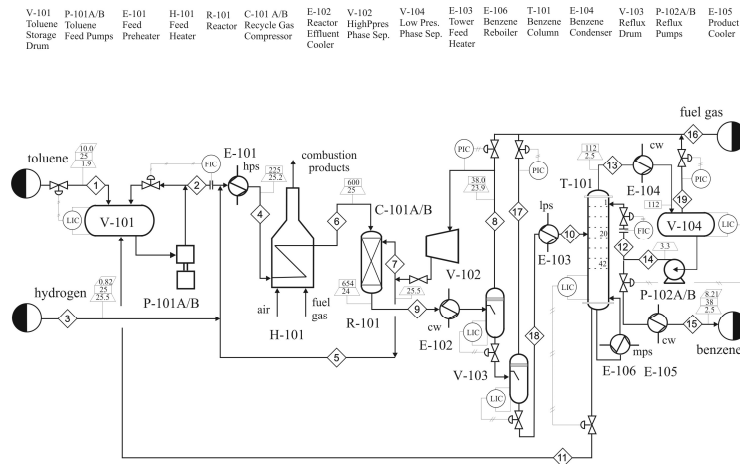 V-101 P-101A/B E-101 H-101 R-101 C-101 A/B E-102 V-102 V-104 E-103 E-106 T-101 E-104 V-103 P-102A/B E-105
Toluene Toluene Feed Feed Reactor Recycle Gas Reactor HighPpres Low Pres. Tower Benzene Benzene Benzene Reflux Reflux Product
Storage Feed Pumps Preheater Heater Compressor Effluent Phase Sep. Phase Sep. Feed Reboiler Column Condenser Drum Pumps Cooler
Drum Cooler Heater
fuel gas
16
10.0
25
1.9
toluene
1
LIC
V-101
P-101A/B
FIC
2
E-101
hps
225
25.2
4
combustion
products
600
25
6
C-101A/B
air
fuel
gas
H-101
7
654
24
R-101
25.5
9
cw
E-102
PIC
38.0
23.9
8
V-102
LIC
V-103
LIC
PIC
17
18
lps
10
E-103
112
2.5
13
cw
T-101
E-104
1
20
42
FIC
12
LIC
112
PIC
19
V-104
LIC
3.3
14
P-102A/B
8.21
38
2.5
cw
15
benzene
mps
E-106 E-105
0.82
25
25.5
hydrogen
3
5
11